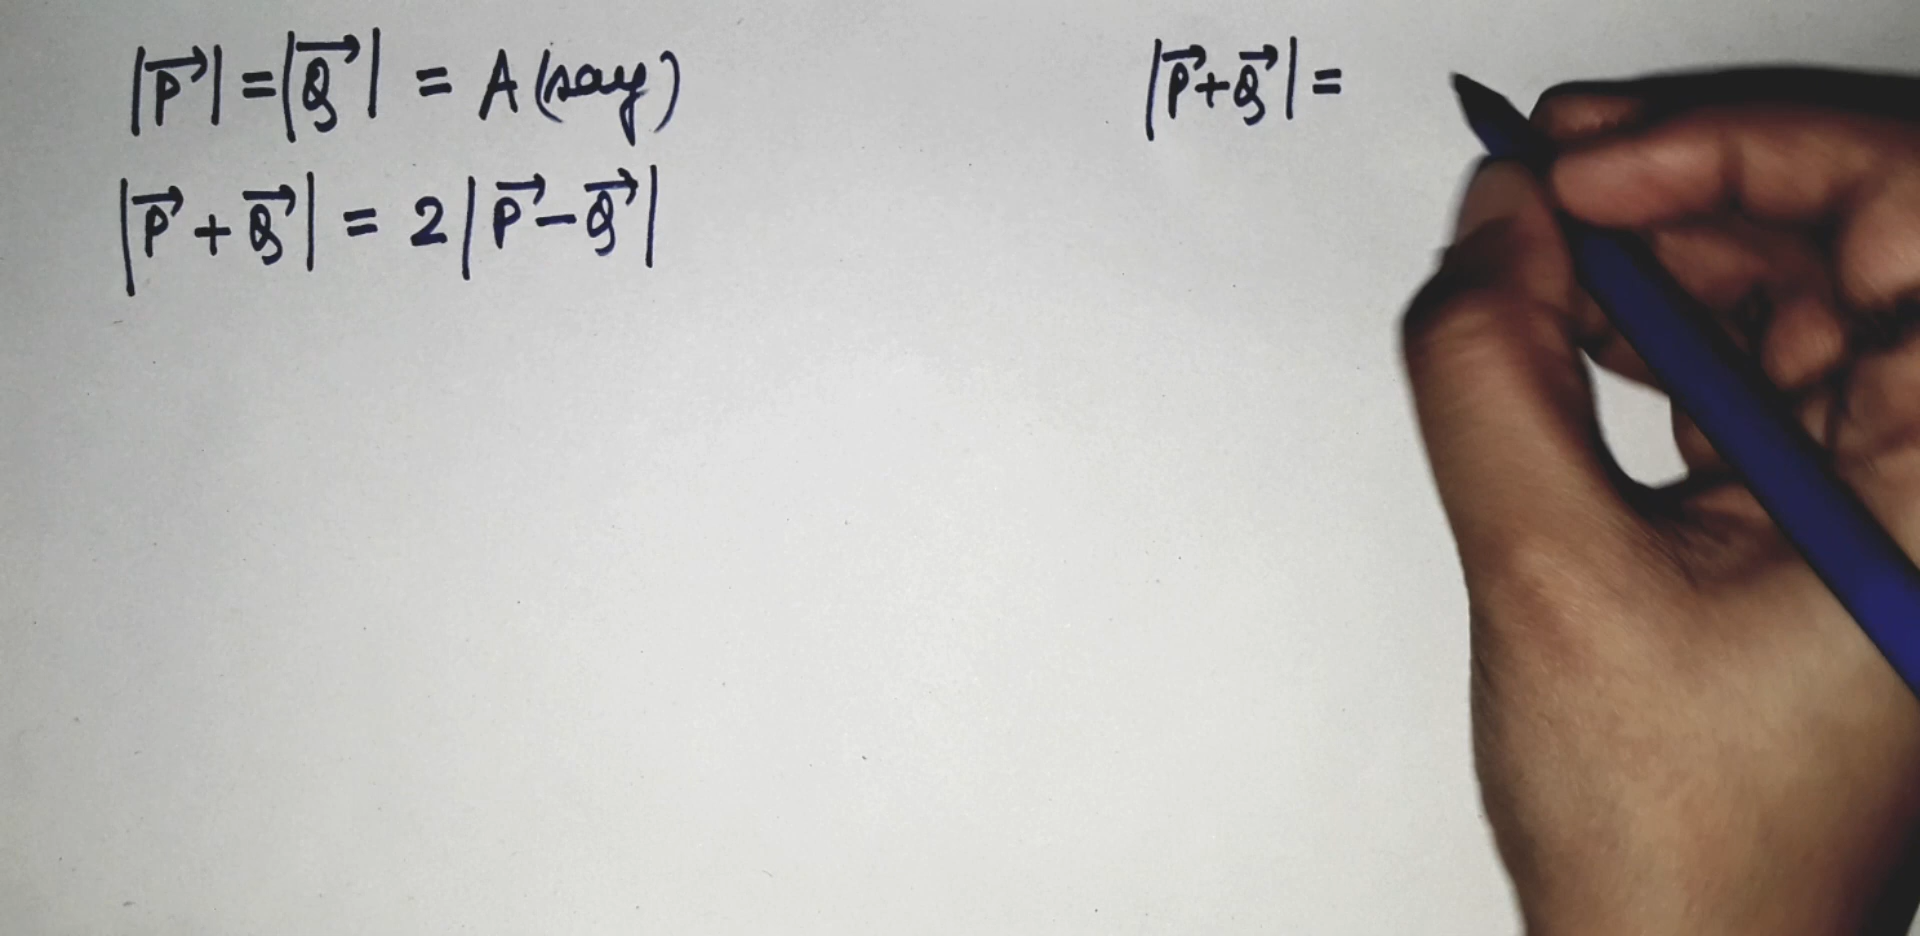 |P⃗| = |Q⃗| = A (say)
|P⃗ + Q⃗| = 2 |P⃗ - Q⃗|
|P⃗ + Q⃗| =